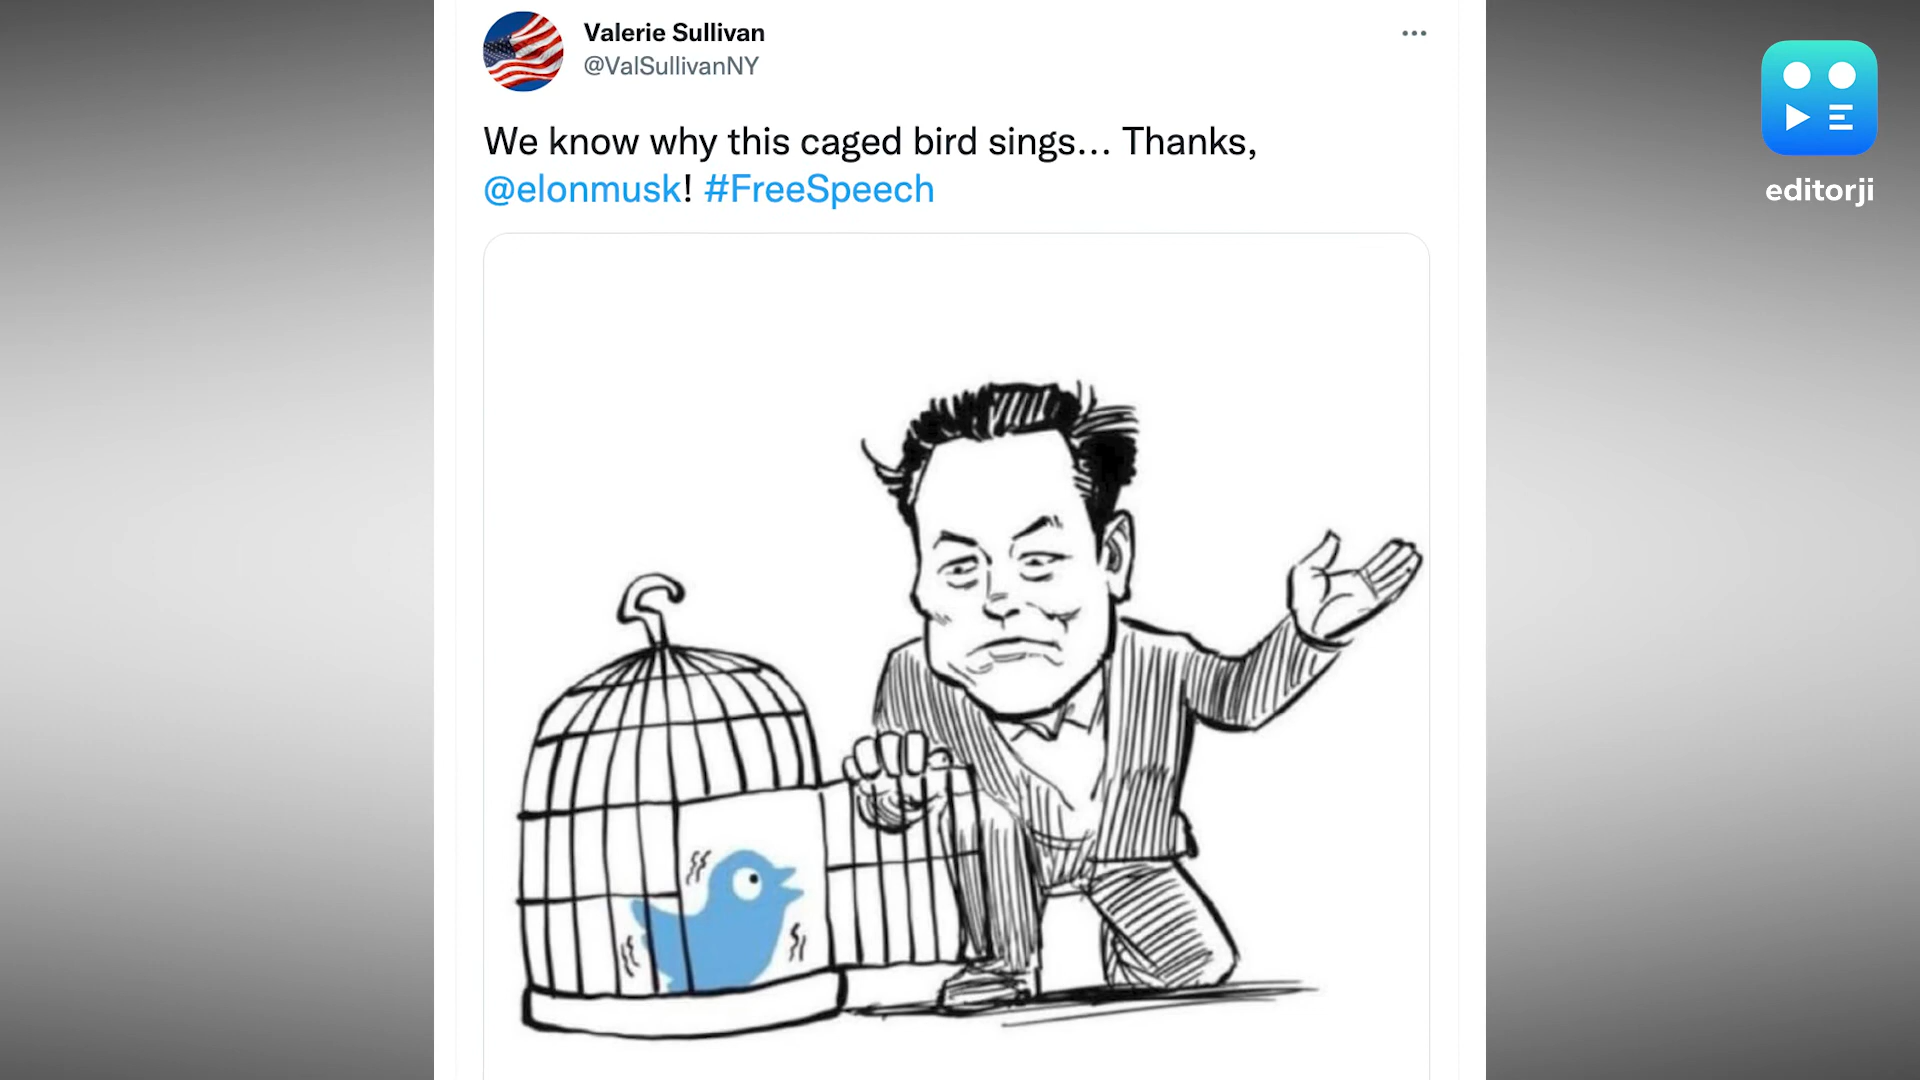 Valerie Sullivan
@ValSullivanNY
We know why this caged bird sings... Thanks,
@elonmusk! #FreeSpeech
editorji